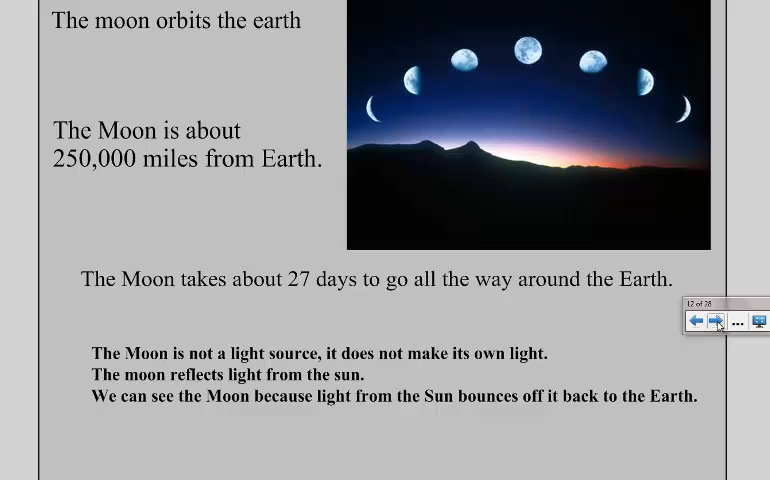 The moon orbits the earth
The Moon is about
250,000 miles from Earth.
The Moon takes about 27 days to go all the way around the Earth.
12 of 28
...
The Moon is not a light source, it does not make its own light.
The moon reflects light from the sun.
We can see the Moon because light from the Sun bounces off it back to the Earth.